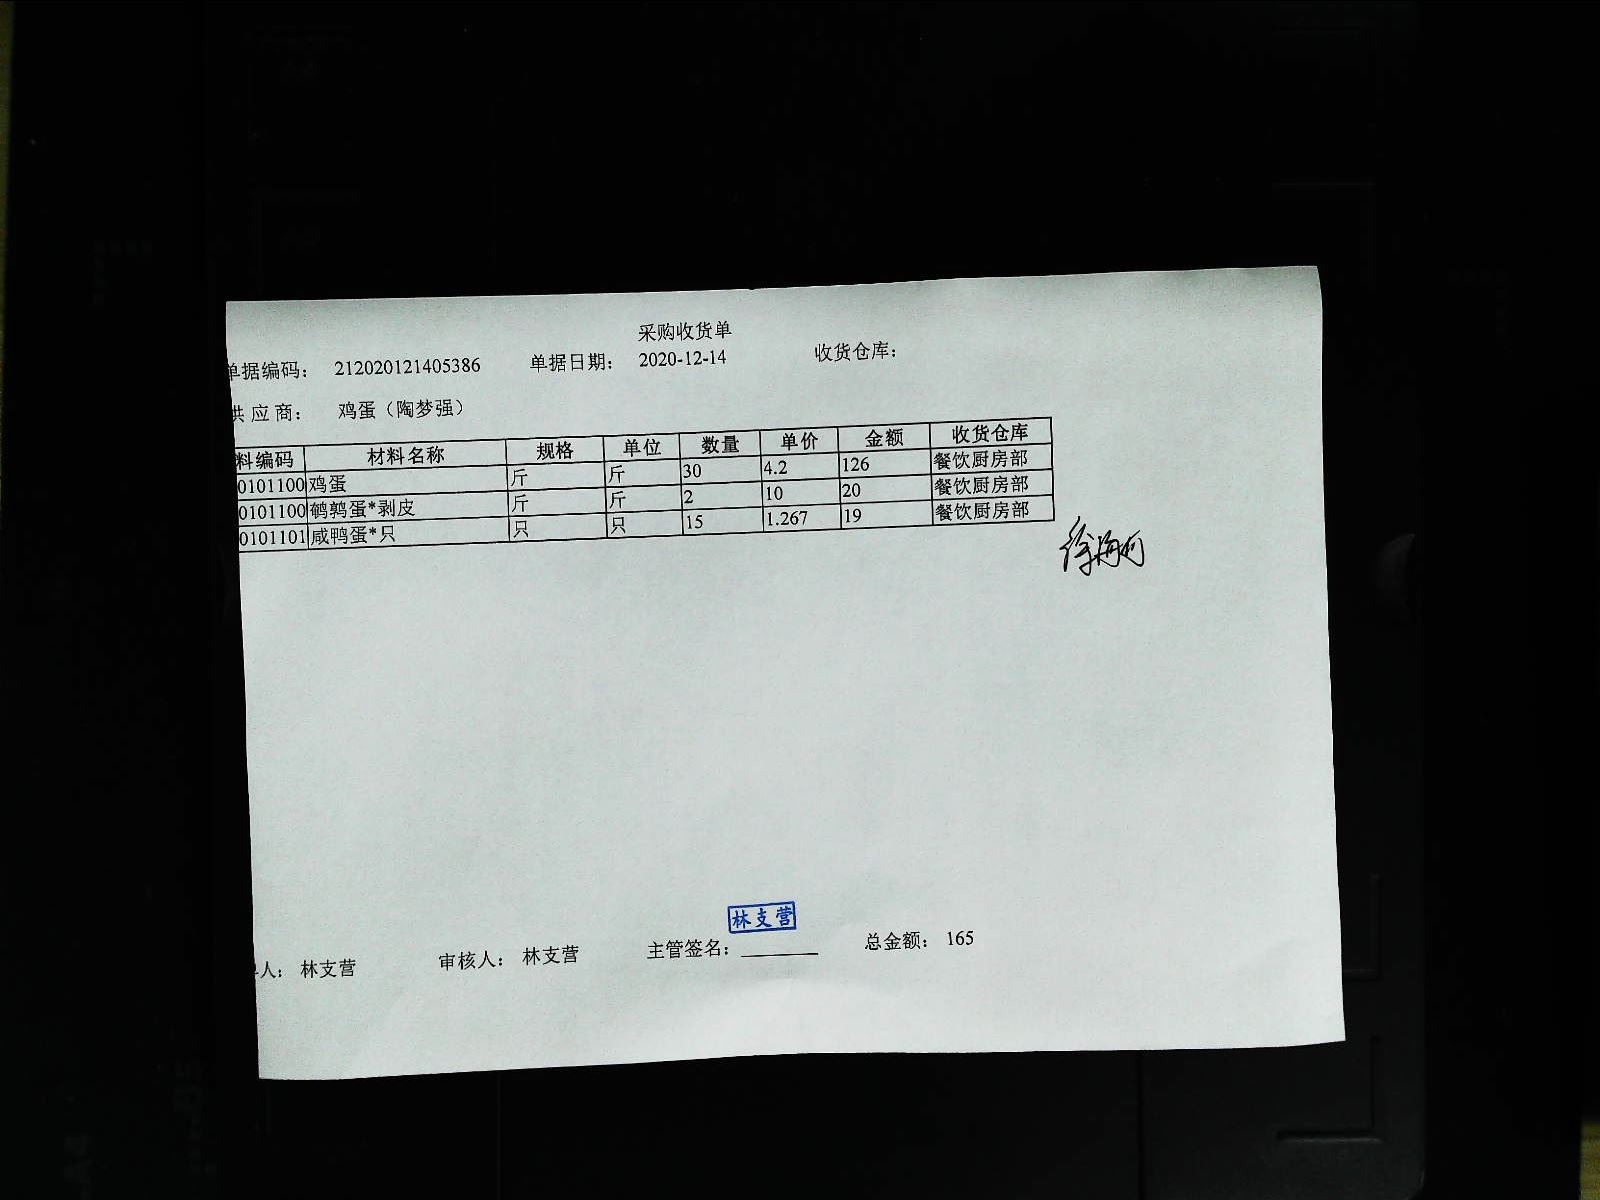 采购收货单
单据编码： 212020121405386 单据日期： 2020-12-14 收货仓库：
供应商： 鸡蛋（陶梦强）
料编码 材料名称 规格 单位 数量 单价 金额 收货仓库
0101100 鸡蛋 斤 斤 30 4.2 126 餐饮厨房部
0101100 鹌鹑蛋*剥皮 斤 斤 2 10 20 餐饮厨房部
0101101 咸鸭蛋*只 只 只 15 1.267 19 餐饮厨房部
林支营
人： 林支营 审核人： 林支营 主管签名： 总金额： 165